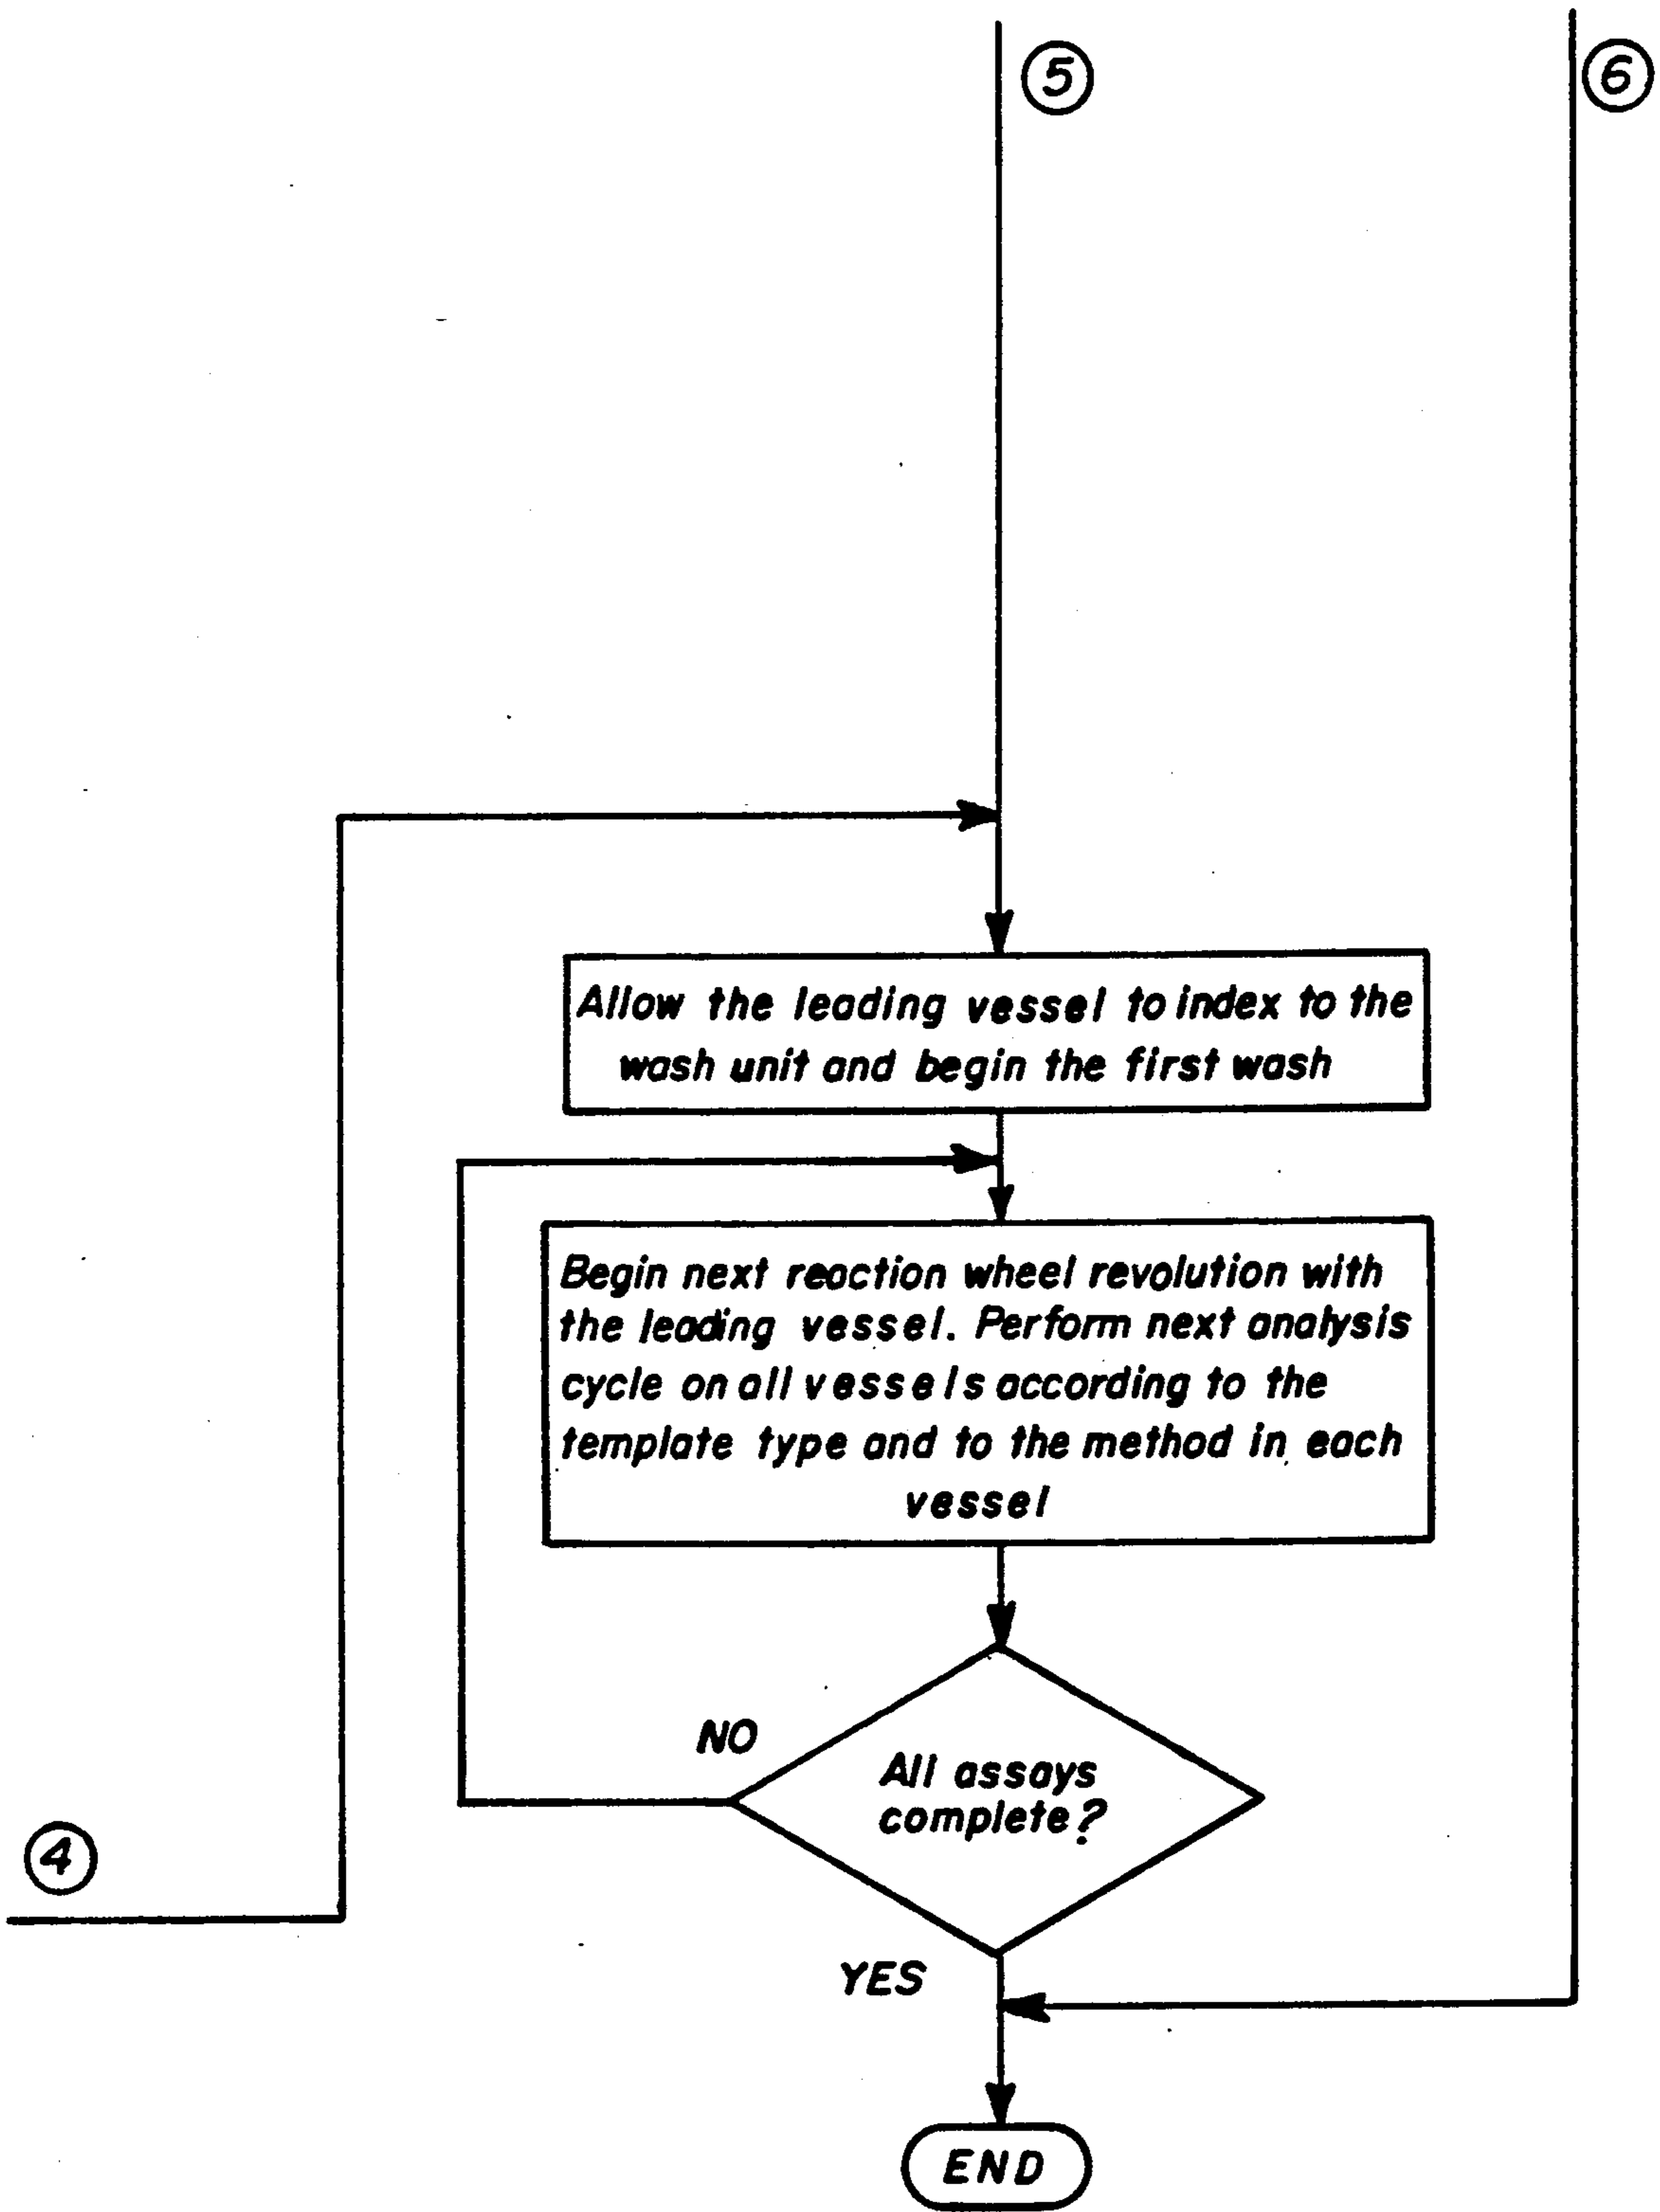 5
6
Allow the leading vessel to index to the
wash unit and begin the first wash
Begin next reaction wheel revolution with
the leading vessel. Perform next analysis
cycle on all vessels according to the
template type and to the method in each
vessel
NO
All assays
complete?
4
YES
END